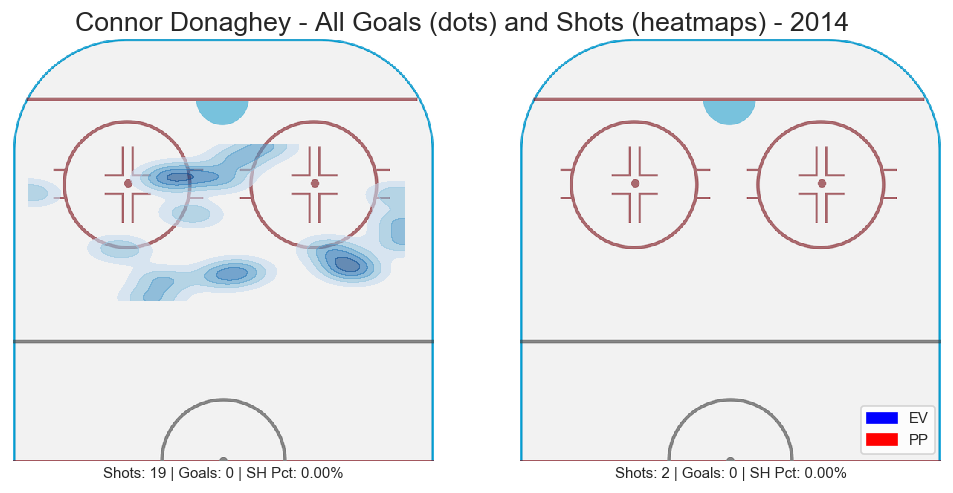 Connor Donaghey - All Goals (dots) and Shots (heatmaps) - 2014
EV
PP
Shots: 19 | Goals: 0 | SH Pct: 0.00%
Shots: 2 | Goals: 0 | SH Pct: 0.00%